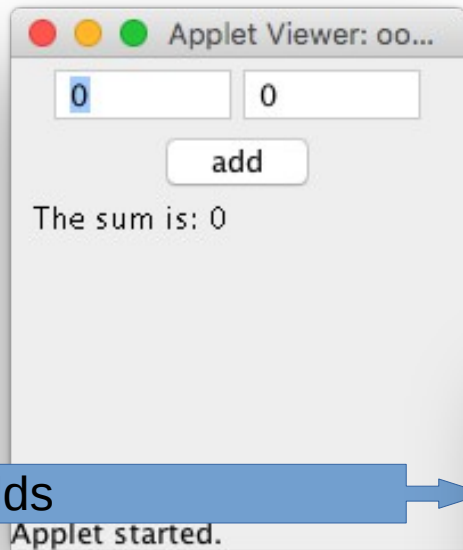 Applet Viewer: oo...
0 0
add
The sum is: 0
ds
Applet started.